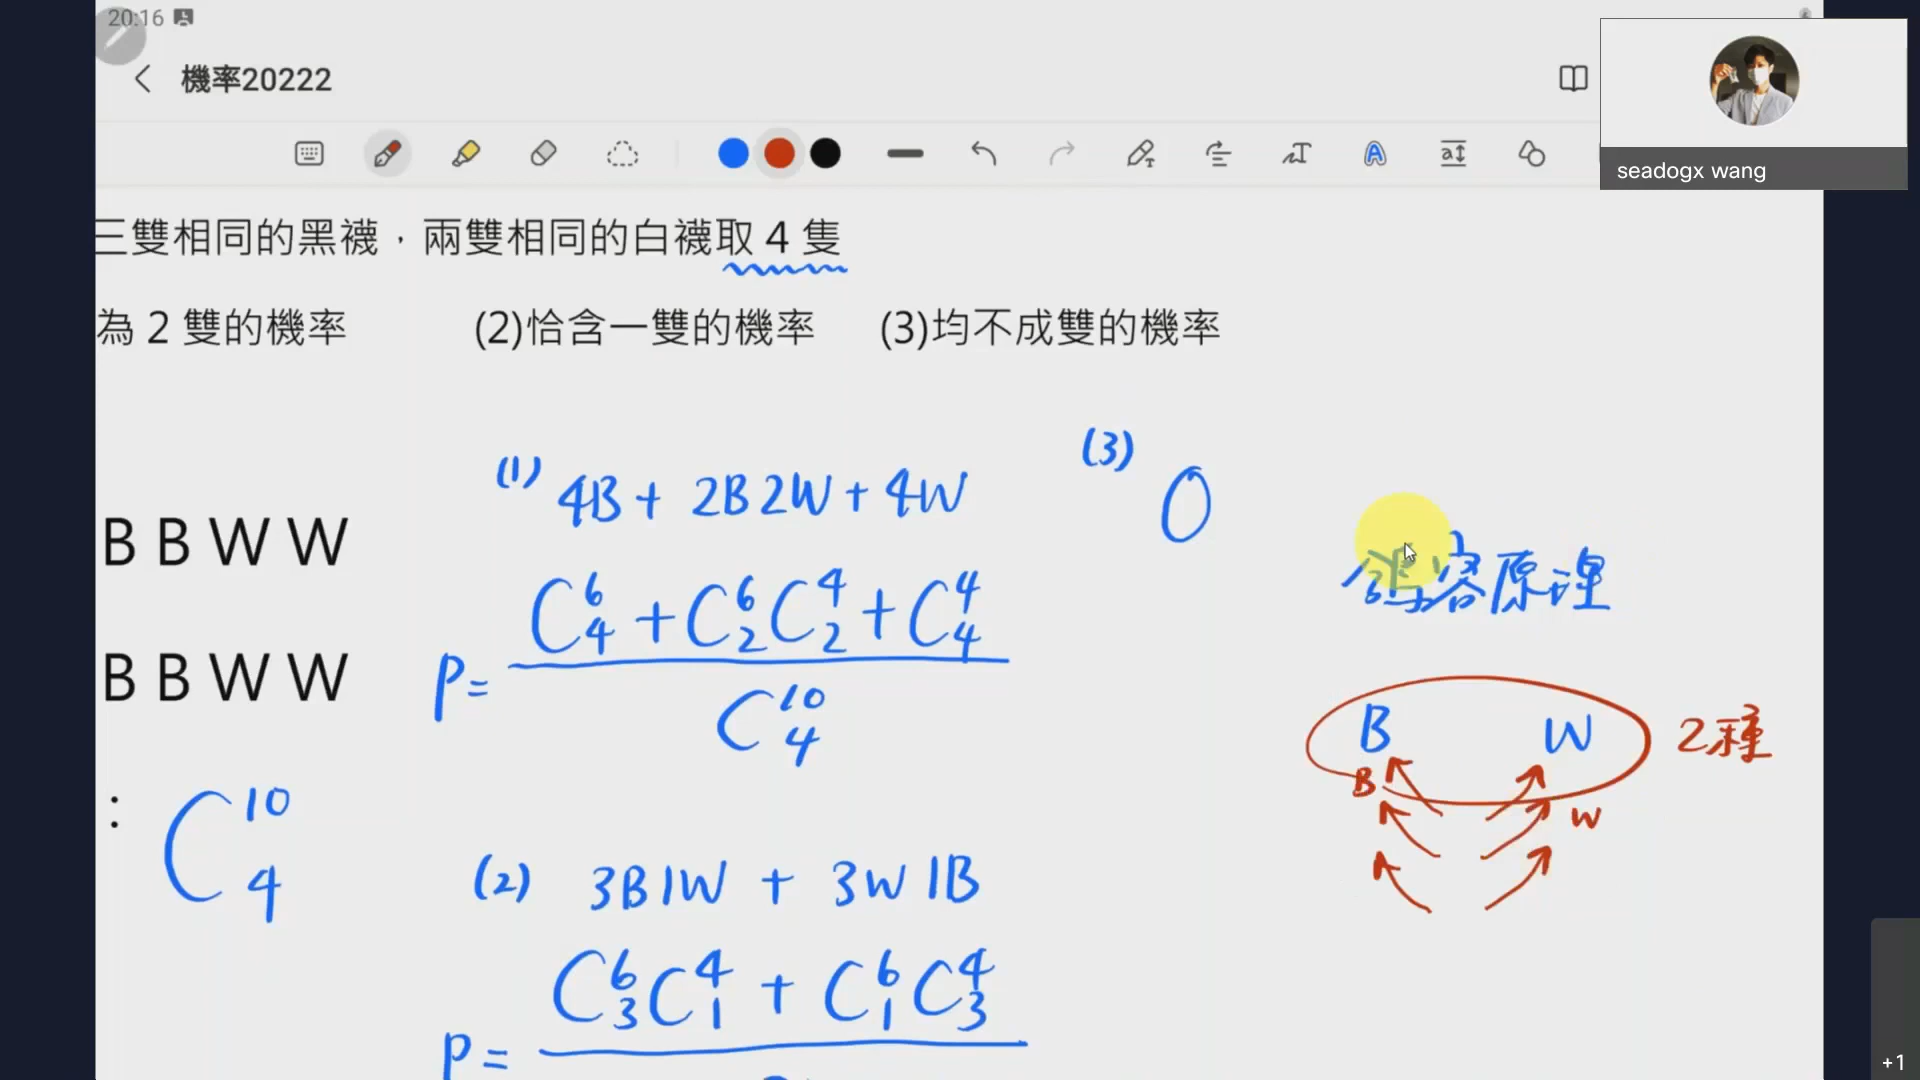 20:16
機率20222
seadogx wang
三雙相同的黑襪，兩雙相同的白襪取 4 隻
為 2 雙的機率 (2)恰含一雙的機率 (3)均不成雙的機率
(1) 4B + 2B 2W + 4W
(3) 0
B B W W
C^6_4 + C^6_2 C^4_2 + C^4_4
P=
C^10_4
B B W W
: C^10_4
鴿容原理
B W 2種
B W
(2) 3B1W + 3W1B
C^6_3 C^4_1 + C^6_1 C^4_3
P=
+1